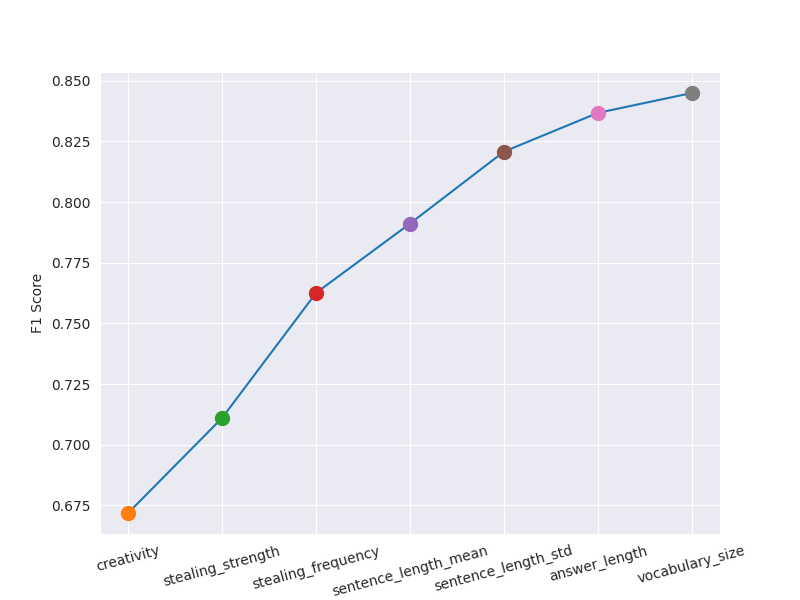 0.850
0.825
0.800
0.775
0.750
0.725
0.700
0.675
F1 Score
creativity
stealing_strength
stealing_frequency
sentence_length_mean
sentence_length_std
answer_length
vocabulary_size